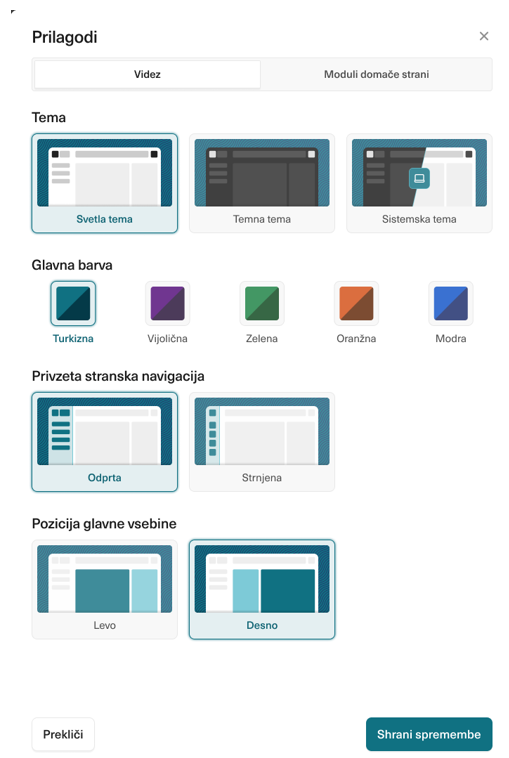 Prilagodi
Videz
Moduli domače strani
Tema
Svetla tema
Temna tema
Sistemska tema
Glavna barva
Turkizna
Vijolična
Zelena
Oranžna
Modra
Privzeta stranska navigacija
Odprta
Strnjena
Pozicija glavne vsebine
Levo
Desno
Prekliči
Shrani spremembe